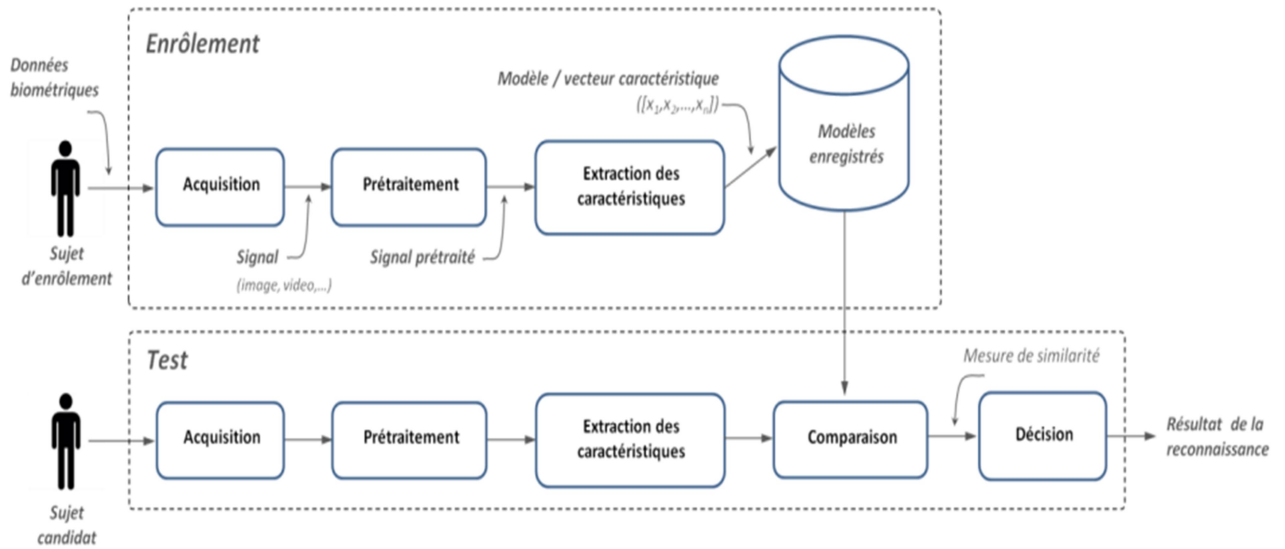 Enrôlement
Données
biométriques
Modèle / vecteur caractéristique
([x₁,x₂,...,xₙ])
Modèles
enregistrés
Acquisition
Prétraitement
Extraction des
caractéristiques
Signal
(image, video,...)
Signal prétraité
Sujet
d'enrôlement
Test
Mesure de similarité
Acquisition
Prétraitement
Extraction des
caractéristiques
Comparaison
Décision
Résultat de la
reconnaissance
Sujet
candidat